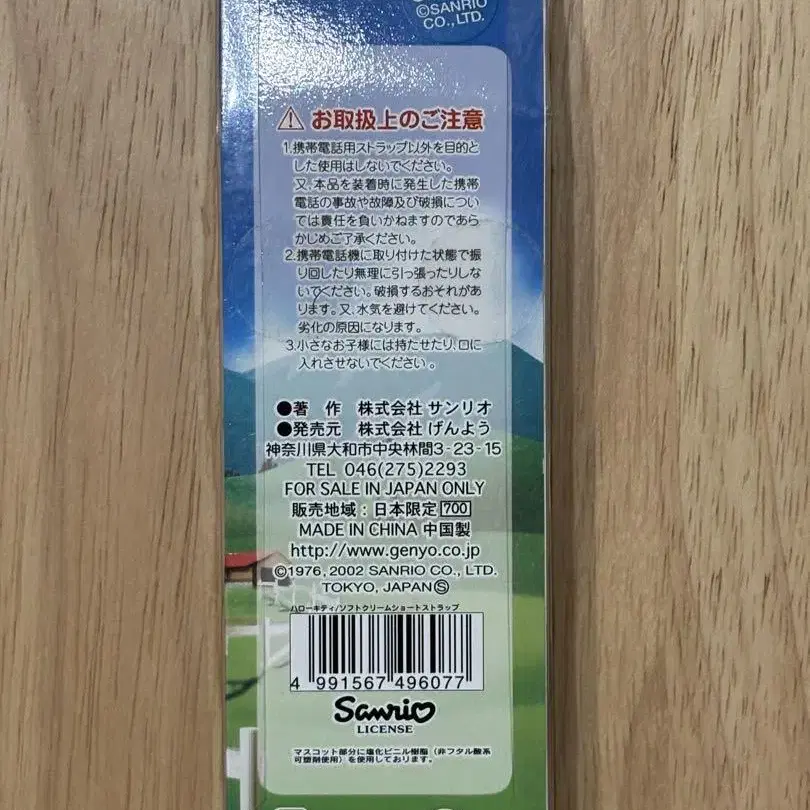 ©SANRIO
CO., LTD.
⚠ お取扱上のご注意
1.携帯電話用ストラップ以外を目的と
した使用はしないでください。
又、本品を装着時に発生した携帯
電話の事故や故障及び破損につい
ては責任を負いかねますのであら
かじめご了承ください。
2.携帯電話機に取り付けた状態で振
り回したり無理に引っ張ったりしな
いでください。破損するおそれがあ
ります。又、水気を避けてください。
劣化の原因になります。
3.小さなお子様には持たせたり、口に
入れさせないでください。
●著　作　株式会社 サンリオ
●発売元　株式会社 げんよう
神奈川県大和市中央林間3-23-15
TEL 046(275)2293
FOR SALE IN JAPAN ONLY
販売地域：日本限定 700
MADE IN CHINA 中国製
http://www.genyo.co.jp
©1976, 2002 SANRIO CO., LTD.
TOKYO, JAPAN Ⓢ
ハローキティ/ソフトクリームショートストラップ
4 991567 496077
Sanrio
LICENSE
マスコット部分に塩化ビニル樹脂（非フタル酸系
可塑剤使用）を使用しております。